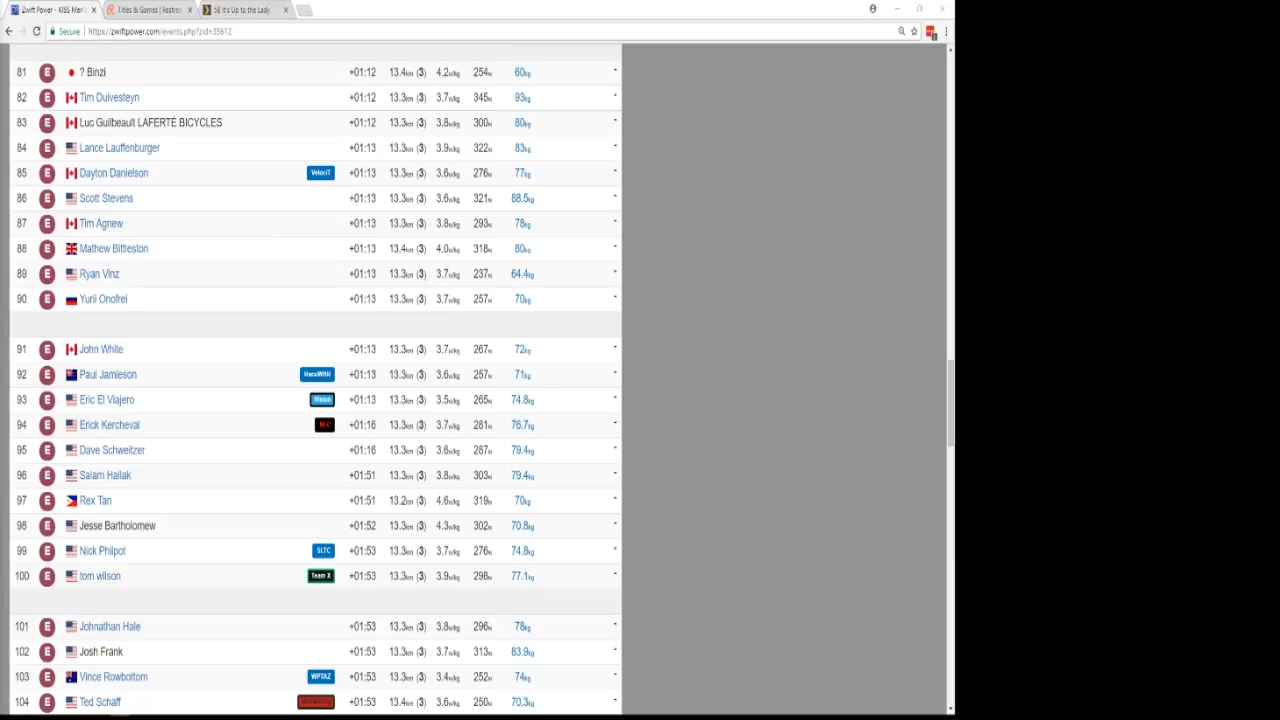 Zwift Power - KISS Men'
Titles & Games | Restre
58 It's Up to the Lady
Secure | https://zwiftpower.com/events.php?zid=35612
81 E ? Binzi +01:12 13.4km (3) 4.2w/kg 254w 60kg -
82 E Tim Duivesteyn +01:12 13.3km (3) 3.7w/kg 345w 93kg -
83 E Luc Guilbeault LAFERTÉ BICYCLES +01:12 13.3km (3) 3.8w/kg 300w 80kg -
84 E Lance Lauffenburger +01:13 13.3km (3) 3.9w/kg 322w 83kg -
85 E Dayton Danielson VelociT +01:13 13.3km (3) 3.6w/kg 276w 77kg -
86 E Scott Stevens +01:13 13.3km (3) 3.6w/kg 321w 88.5kg -
87 E Tim Agnew +01:13 13.3km (3) 3.8w/kg 293w 78kg -
88 E Mathew Bittleston +01:13 13.4km (3) 4.0w/kg 318w 80kg -
89 E Ryan Vinz +01:13 13.3km (3) 3.7w/kg 237w 64.4kg -
90 E Yurii Onofrei +01:13 13.3km (3) 3.7w/kg 257w 70kg -
91 E John White +01:13 13.3km (3) 3.7w/kg 267w 72kg -
92 E Paul Jamieson RaceWBR +01:13 13.3km (3) 3.6w/kg 257w 71kg -
93 E Eric El Viajero Vision +01:13 13.3km (3) 3.5w/kg 265w 74.8kg -
94 E Erick Kercheval +01:16 13.3km (3) 3.7w/kg 281w 76.7kg -
95 E Dave Schweitzer +01:16 13.3km (3) 3.6w/kg 287w 79.4kg -
96 E Salam Hailak +01:51 13.3km (3) 3.8w/kg 303w 79.4kg -
97 E Rex Tan +01:51 13.2km (3) 4.6w/kg 318w 70kg -
98 E Jesse Bartholomew +01:52 13.3km (3) 4.3w/kg 302w 70.8kg -
99 E Nick Philpot SLTC +01:53 13.3km (3) 3.7w/kg 276w 74.8kg -
100 E tom wilson Team X +01:53 13.3km (3) 3.9w/kg 298w 77.1kg -
101 E Johnathan Hale +01:53 13.3km (3) 3.8w/kg 296w 78kg -
102 E Josh Frank +01:53 13.3km (3) 3.7w/kg 313w 83.9kg -
103 E Vince Rowbottom WPTAZ +01:53 13.3km (3) 3.4w/kg 252w 74kg -
104 E Ted Schaff +01:53 13.4km (3) 3.6w/kg 250w 70.3kg -